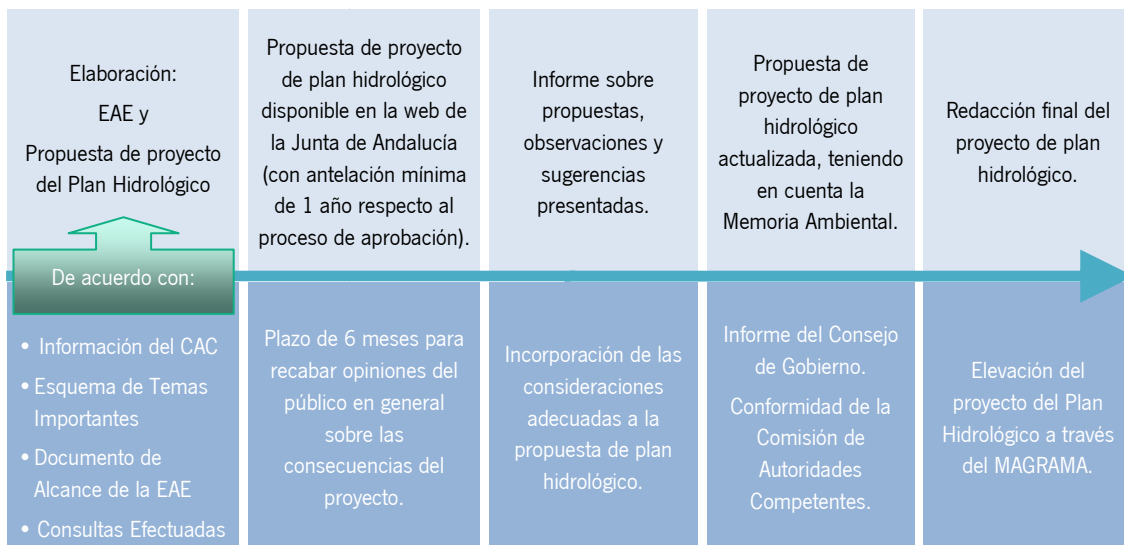 Elaboración:
EAE y
Propuesta de proyecto
del Plan Hidrológico
De acuerdo con:
• Información del CAC
• Esquema de Temas
Importantes
• Documento de
Alcance de la EAE
• Consultas Efectuadas
Propuesta de proyecto
de plan hidrológico
disponible en la web de
la Junta de Andalucía
(con antelación mínima
de 1 año respecto al
proceso de aprobación).
Plazo de 6 meses para
recabar opiniones del
público en general
sobre las
consecuencias del
proyecto.
Informe sobre
propuestas,
observaciones y
sugerencias
presentadas.
Incorporación de las
consideraciones
adecuadas a la
propuesta de plan
hidrológico.
Propuesta de
proyecto de plan
hidrológico
actualizada, teniendo
en cuenta la
Memoria Ambiental.
Informe del Consejo
de Gobierno.
Conformidad de la
Comisión de
Autoridades
Competentes.
Redacción final del
proyecto de plan
hidrológico.
Elevación del
proyecto del Plan
Hidrológico a través
del MAGRAMA.